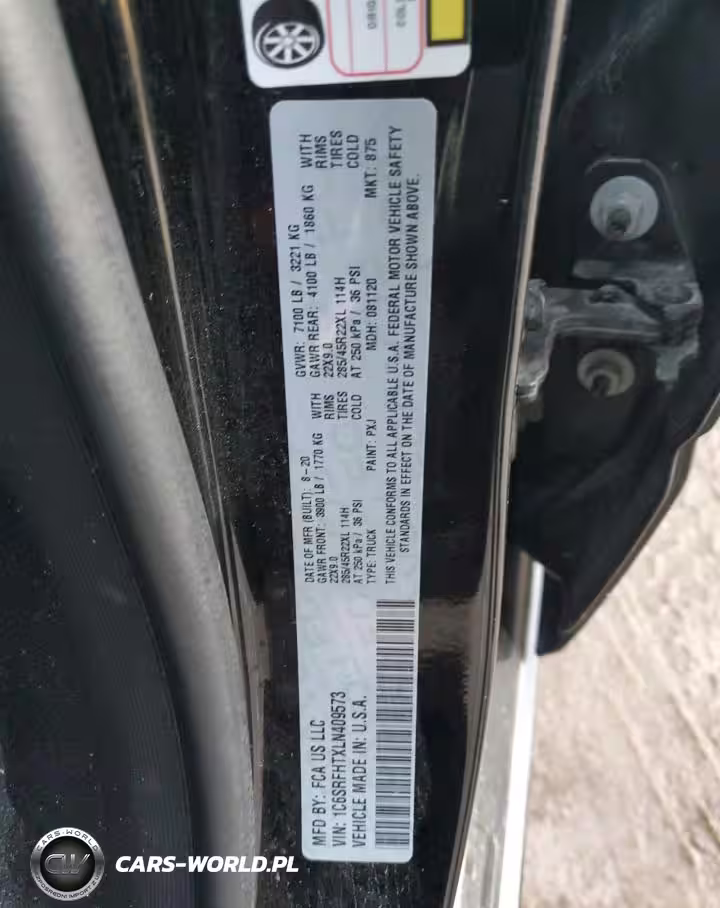 MFD BY: FCA US LLC
DATE OF MFR (BUILT): 8-20
GVWR: 7100 LB / 3221 KG
GAWR FRONT: 3900 LB / 1770 KG WITH
GAWR REAR: 4100 LB / 1860 KG WITH
22X9.0 RIMS
22X9.0 RIMS
285/45R22XL 114H TIRES
285/45R22XL 114H TIRES
AT 250 kPa / 36 PSI COLD
AT 250 kPa / 36 PSI COLD
VIN: 1C6SRFHTXLN409573
TYPE: TRUCK PAINT: PXJ MDH: 081120 MKT: 875
VEHICLE MADE IN: U.S.A.
THIS VEHICLE CONFORMS TO ALL APPLICABLE U.S.A. FEDERAL MOTOR VEHICLE SAFETY
STANDARDS IN EFFECT ON THE DATE OF MANUFACTURE SHOWN ABOVE.
CARS-WORLD
CW
CARS-WORLD.PL